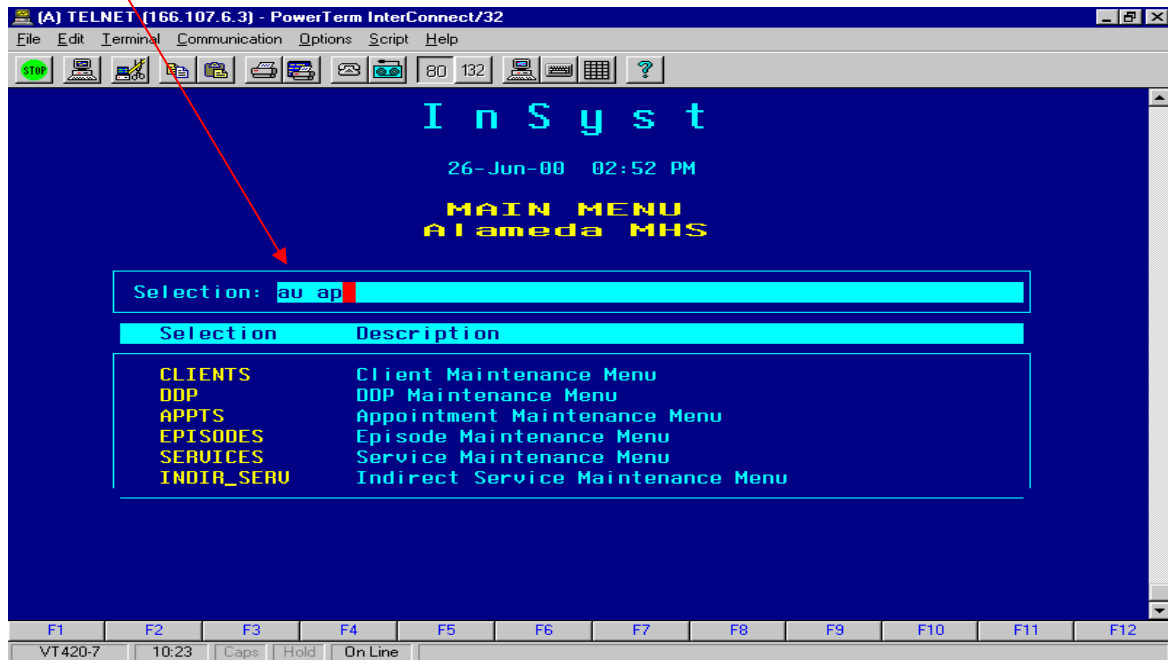 (A) TELNET (166.107.6.3) - PowerTerm InterConnect/32
File Edit Terminal Communication Options Script Help
STOP 80 132 ?
I n S y s t
26-Jun-00 02:52 PM
MAIN MENU
Alameda MHS
Selection: au ap
Selection Description
CLIENTS Client Maintenance Menu
DDP DDP Maintenance Menu
APPTS Appointment Maintenance Menu
EPISODES Episode Maintenance Menu
SERVICES Service Maintenance Menu
INDIR_SERV Indirect Service Maintenance Menu
F1 F2 F3 F4 F5 F6 F7 F8 F9 F10 F11 F12
VT420-7 10:23 Caps Hold On Line